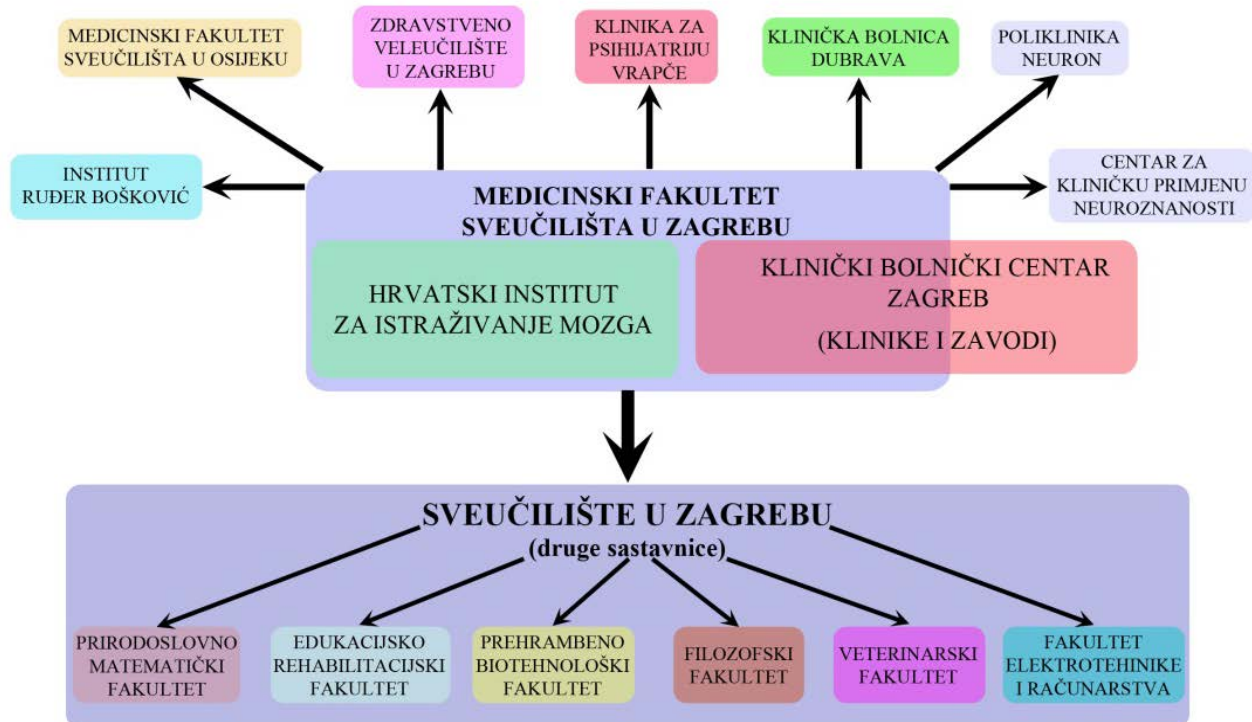 MEDICINSKI FAKULTET
SVEUČILIŠTA U OSIJEKU
ZDRAVSTVENO
VELEUČILIŠTE
U ZAGREBU
KLINIKA ZA
PSIHIJATRIJU
VRAPČE
KLINIČKA BOLNICA
DUBRAVA
POLIKLINIKA
NEURON
INSTITUT
RUĐER BOŠKOVIĆ
CENTAR ZA
KLINIČKU PRIMJENU
NEUROZNANOSTI
MEDICINSKI FAKULTET
SVEUČILIŠTA U ZAGREBU
HRVATSKI INSTITUT
ZA ISTRAŽIVANJE MOZGA
KLINIČKI BOLNIČKI CENTAR
ZAGREB
(KLINIKE I ZAVODI)
SVEUČILIŠTE U ZAGREBU
(druge sastavnice)
PRIRODOSLOVNO
MATEMATIČKI
FAKULTET
EDUKACIJSKO
REHABILITACIJSKI
FAKULTET
PREHRAMBENO
BIOTEHNOLOŠKI
FAKULTET
FILOZOFSKI
FAKULTET
VETERINARSKI
FAKULTET
FAKULTET
ELEKTROTEHINIKE
I RAČUNARSTVA